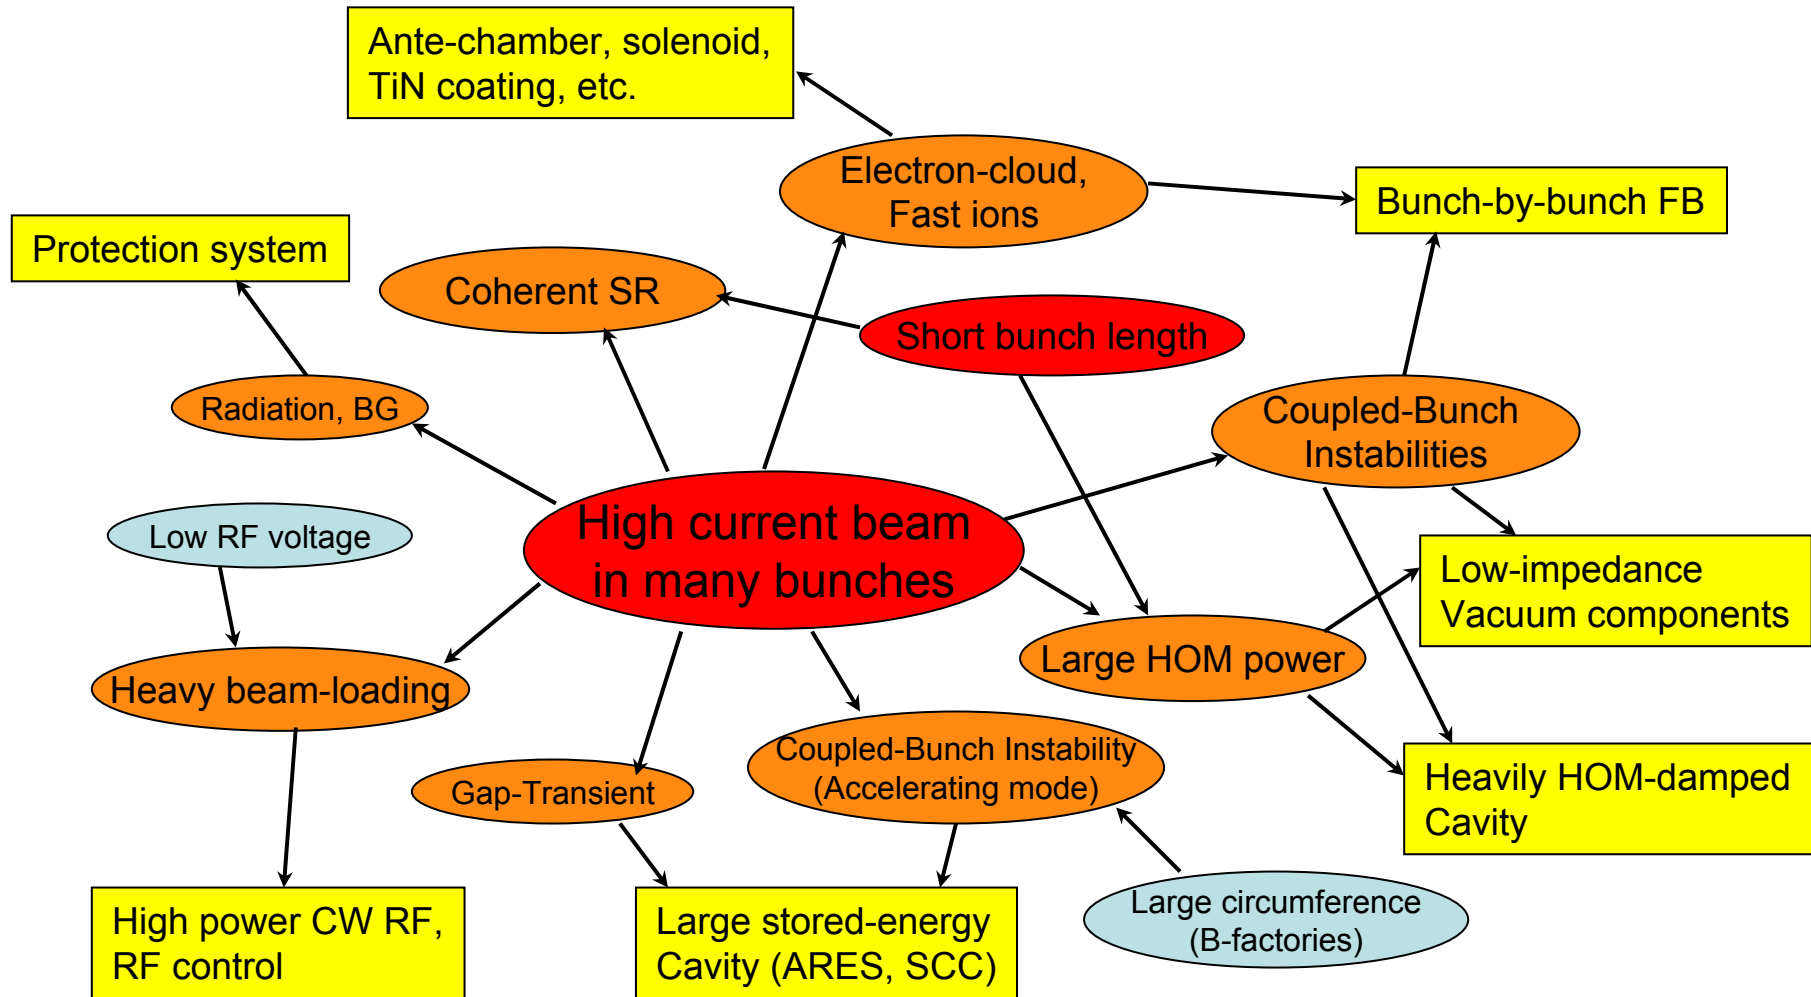 Ante-chamber, solenoid,
TiN coating, etc.
Electron-cloud,
Fast ions
Bunch-by-bunch FB
Protection system
Coherent SR
Short bunch length
Radiation, BG
Coupled-Bunch
Instabilities
High current beam
in many bunches
Low RF voltage
Low-impedance
Vacuum components
Large HOM power
Heavy beam-loading
Coupled-Bunch Instability
(Accelerating mode)
Gap-Transient
Heavily HOM-damped
Cavity
High power CW RF,
RF control
Large stored-energy
Cavity (ARES, SCC)
Large circumference
(B-factories)